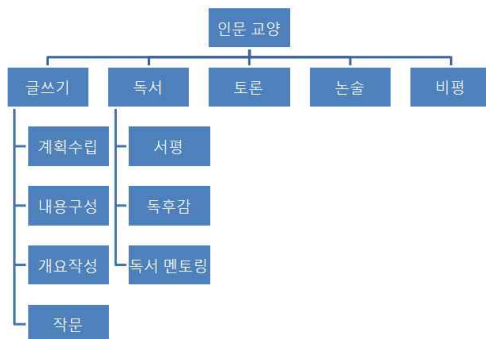 인문 교양
글쓰기
독서
토론
논술
비평
계획수립
서평
내용구성
독후감
개요작성
독서 멘토링
작문